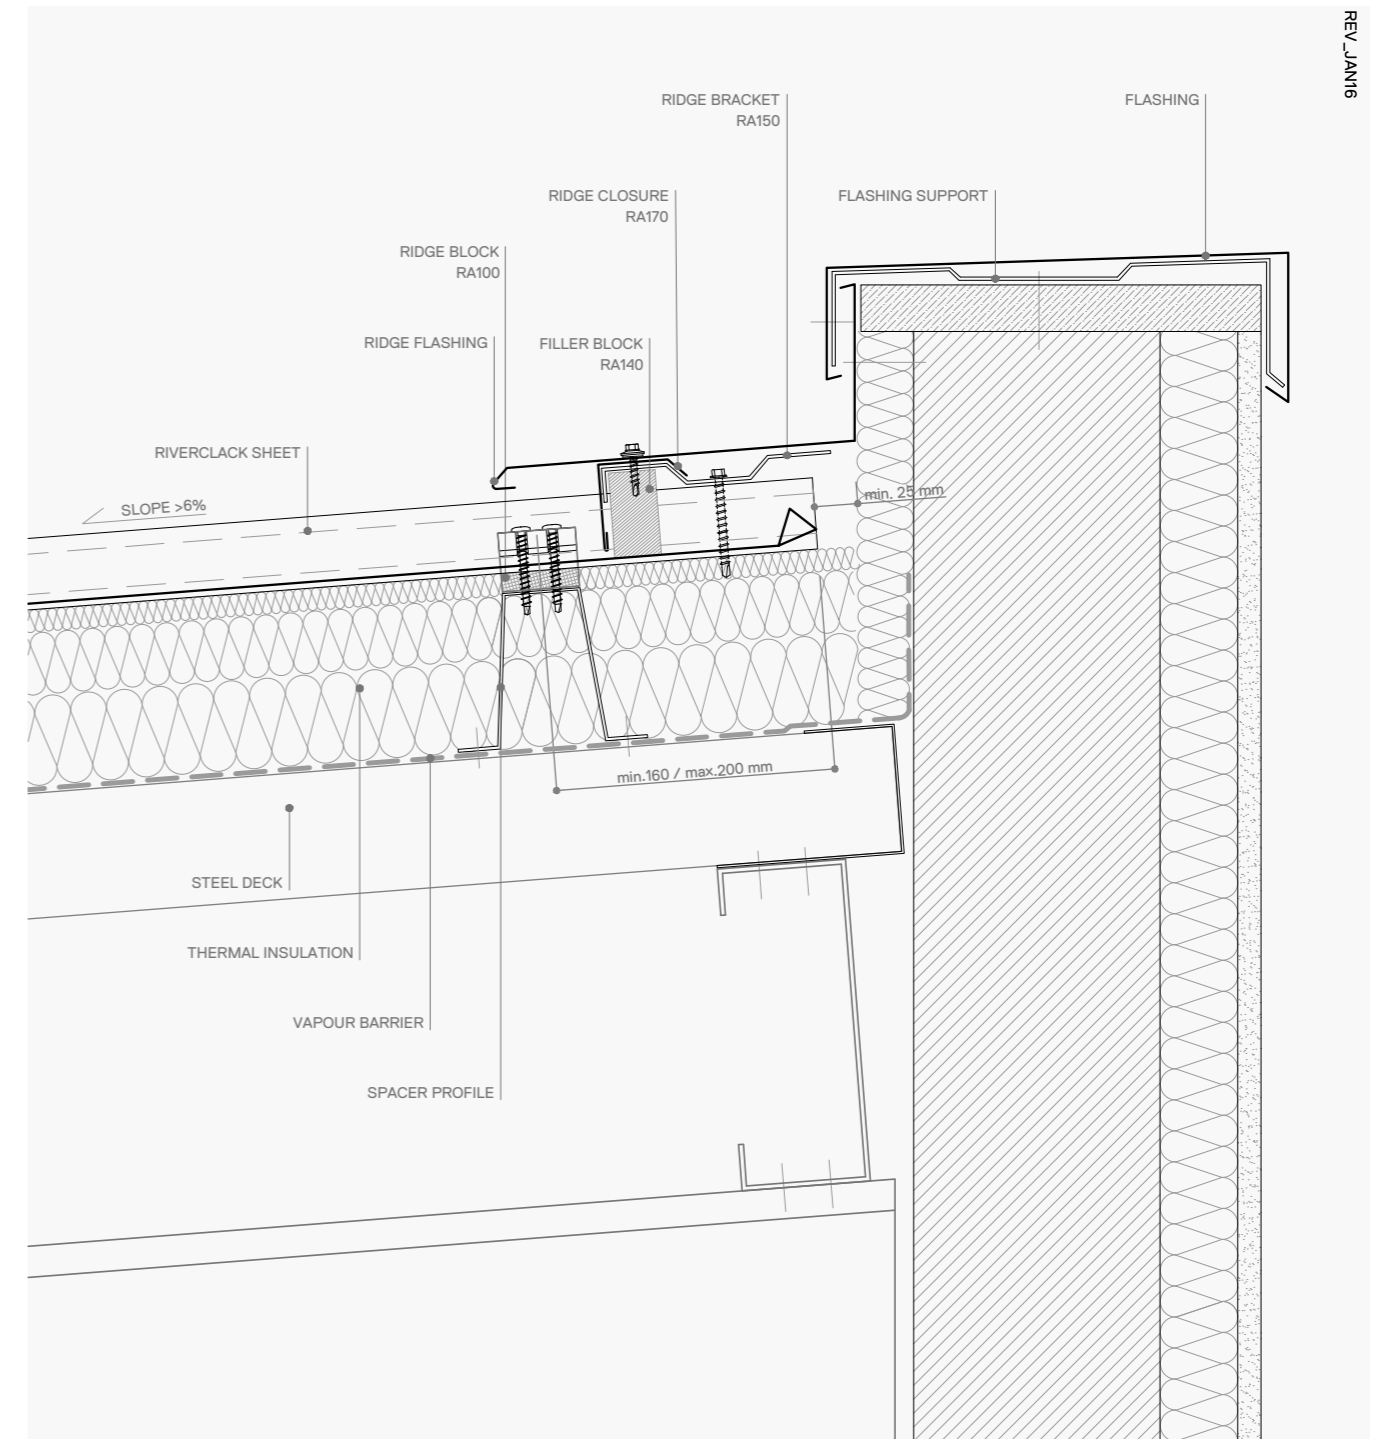 REV_JAN16
RIDGE BRACKET
RA150
FLASHING
RIDGE CLOSURE
RA170
FLASHING SUPPORT
RIDGE BLOCK
RA100
RIDGE FLASHING
FILLER BLOCK
RA140
RIVERCLACK SHEET
SLOPE >6%
min. 25 mm
min.160 / max.200 mm
STEEL DECK
THERMAL INSULATION
VAPOUR BARRIER
SPACER PROFILE